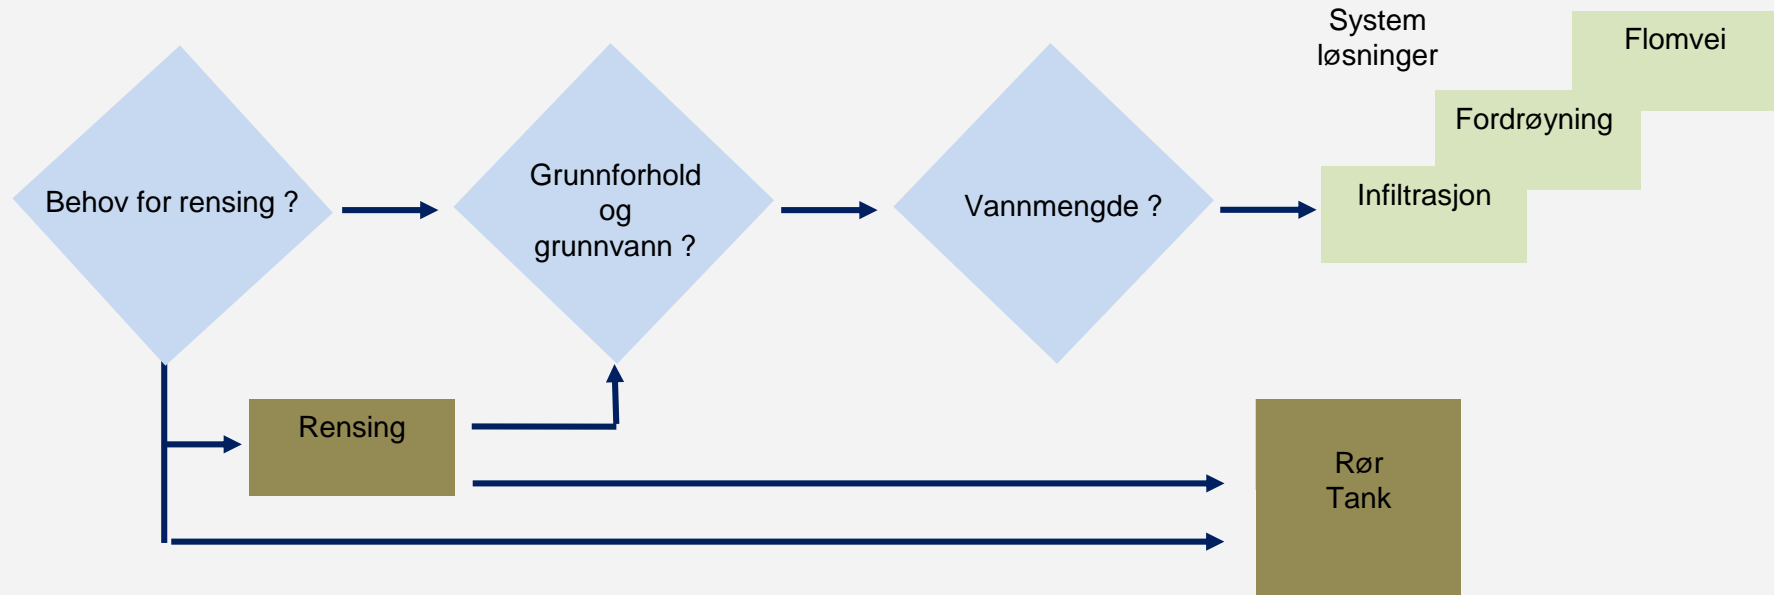 System
løsninger
Flomvei
Fordrøyning
Infiltrasjon
Behov for rensing ?
Grunnforhold
og
grunnvann ?
Vannmengde ?
Rensing
Rør
Tank